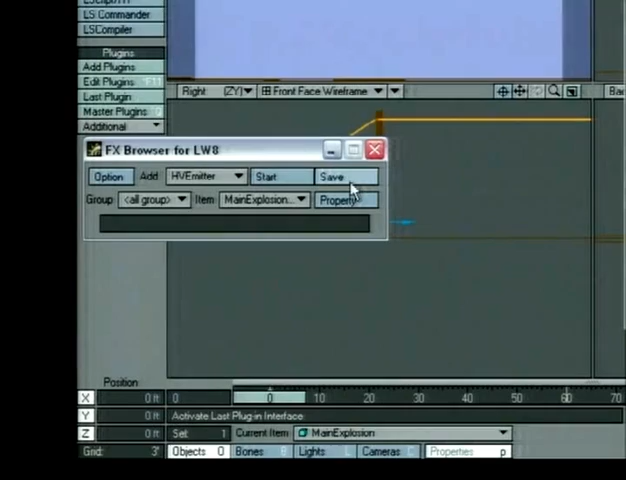 LS Commander
LSCompiler
Plugins
Add Plugins
Edit Plugins F11
Last Plugin
Master Plugins Q
Additional
Right (ZY) Front Face Wireframe
FX Browser for LW8
Option Add HVEmitter Start Save
Group <all group> Item MainExplosion... Property
Position
X 0 ft 0 0 10 20 30 40 50 60 70
Y 0 ft Activate Last Plug-in Interface
Z 0 ft Sel: 1 Current Item MainExplosion
Grid: 3' Objects O Bones B Lights L Cameras C Properties p